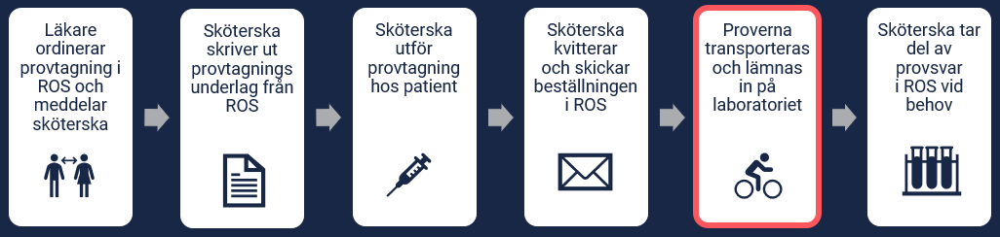 Läkare
ordinerar
provtagning i
ROS och
meddelar
sköterska
Sköterska
skriver ut
provtagnings
underlag från
ROS
Sköterska
utför
provtagning
hos patient
Sköterska
kvitterar
och skickar
beställningen
i ROS
Proverna
transporteras
och lämnas
in på
laboratoriet
Sköterska tar
del av
provsvar
i ROS vid
behov